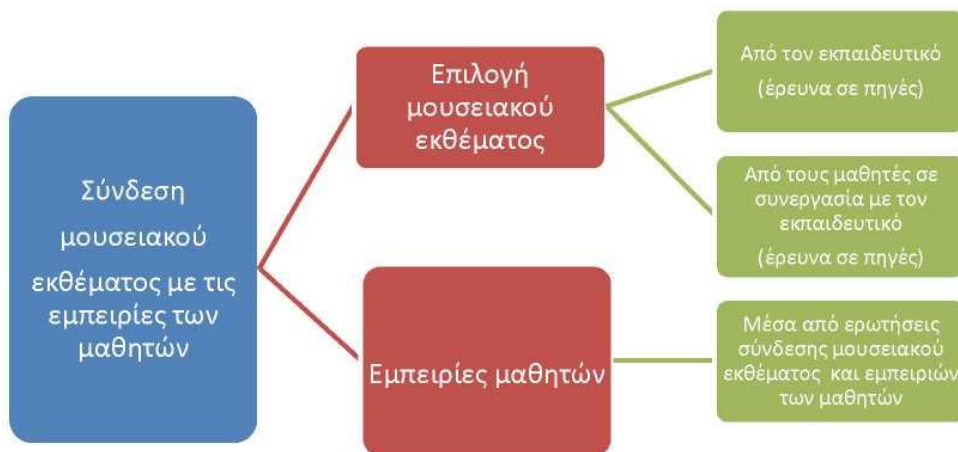 Σύνδεση
μουσειακού
εκθέματος με τις
εμπειρίες των
μαθητών
Επιλογή
μουσειακού
εκθέματος
Εμπειρίες μαθητών
Από τον εκπαιδευτικό
(έρευνα σε πηγές)
Από τους μαθητές σε
συνεργασία με τον
εκπαιδευτικό
(έρευνα σε πηγές)
Μέσα από ερωτήσεις
σύνδεσης μουσειακού
εκθέματος και εμπειριών
των μαθητών